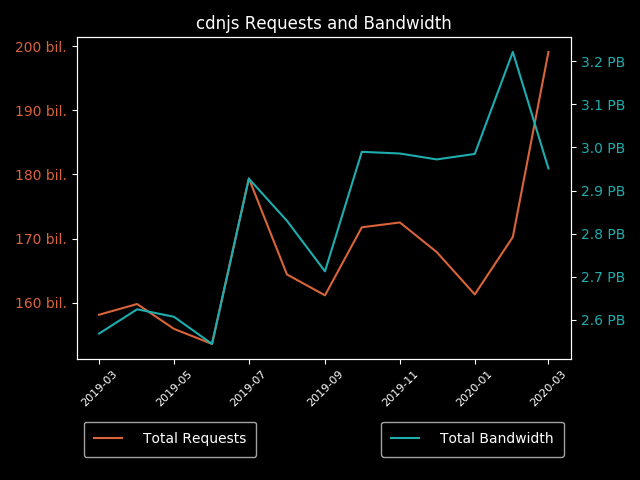 cdnjs Requests and Bandwidth
200 bil.
190 bil.
180 bil.
170 bil.
160 bil.
3.2 PB
3.1 PB
3.0 PB
2.9 PB
2.8 PB
2.7 PB
2.6 PB
2019-03
2019-05
2019-07
2019-09
2019-11
2020-01
2020-03
Total Requests
Total Bandwidth